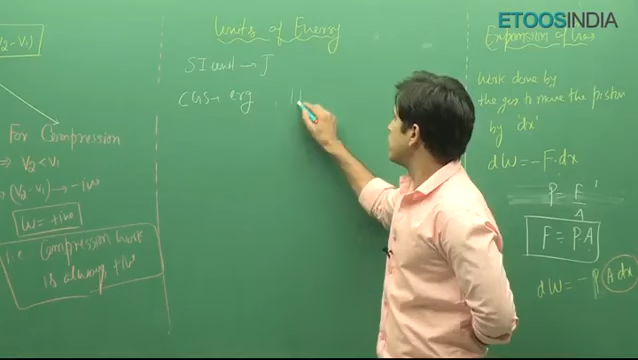 V2-V1)
For Compression
⇒ V2 < V1
(V2-V1) → -ive
W = +ive
i.e Compression work
is always +ive
Units of Energy
SI unit → J
CGS → erg
ETOOSINDIA
Expansion of Gas
Work done by
the gas to move the piston
by 'dx'
dW = -F·dx
P = F/A
F = PA
dW = -P A dx